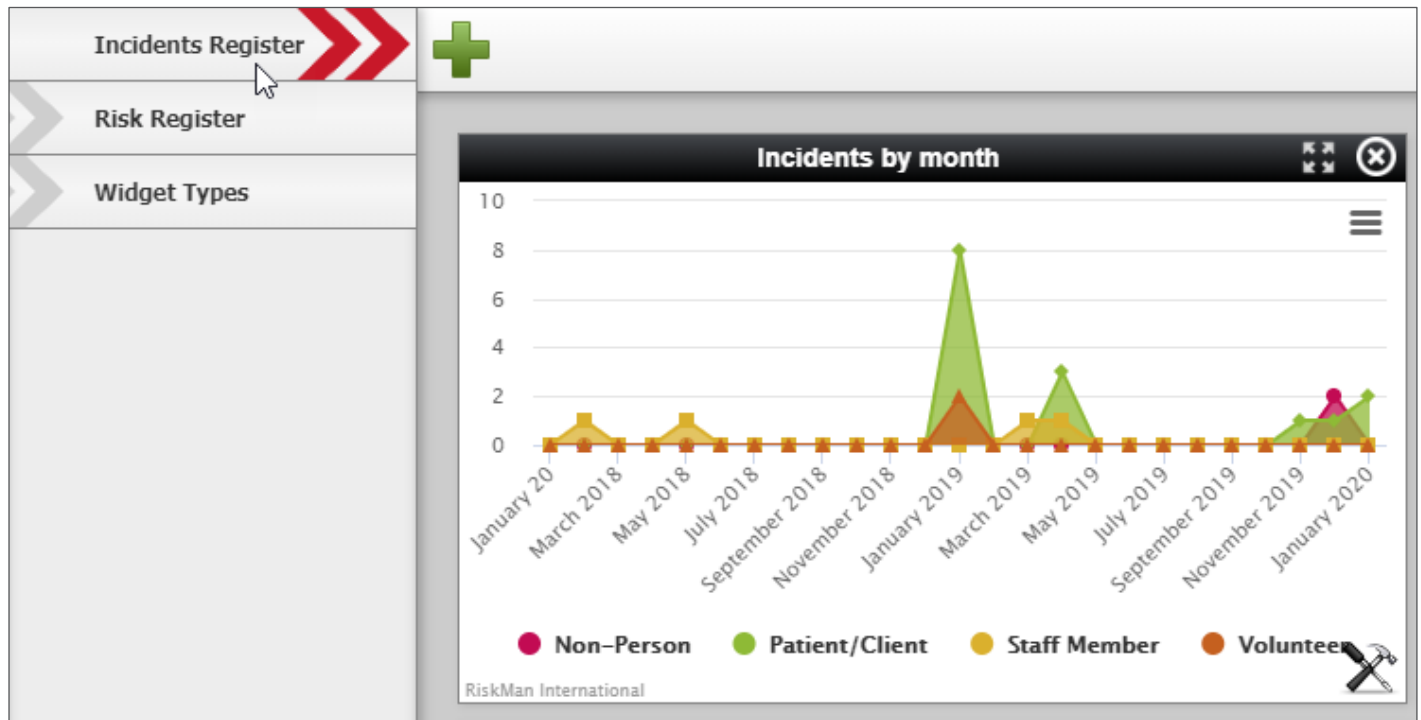 Incidents Register
Risk Register
Widget Types
Incidents by month
10
8
6
4
2
0
January 20
March 2018
May 2018
July 2018
September 2018
November 2018
January 2019
March 2019
May 2019
July 2019
September 2019
November 2019
January 2020
Non-Person Patient/Client Staff Member Volunteer
RiskMan International